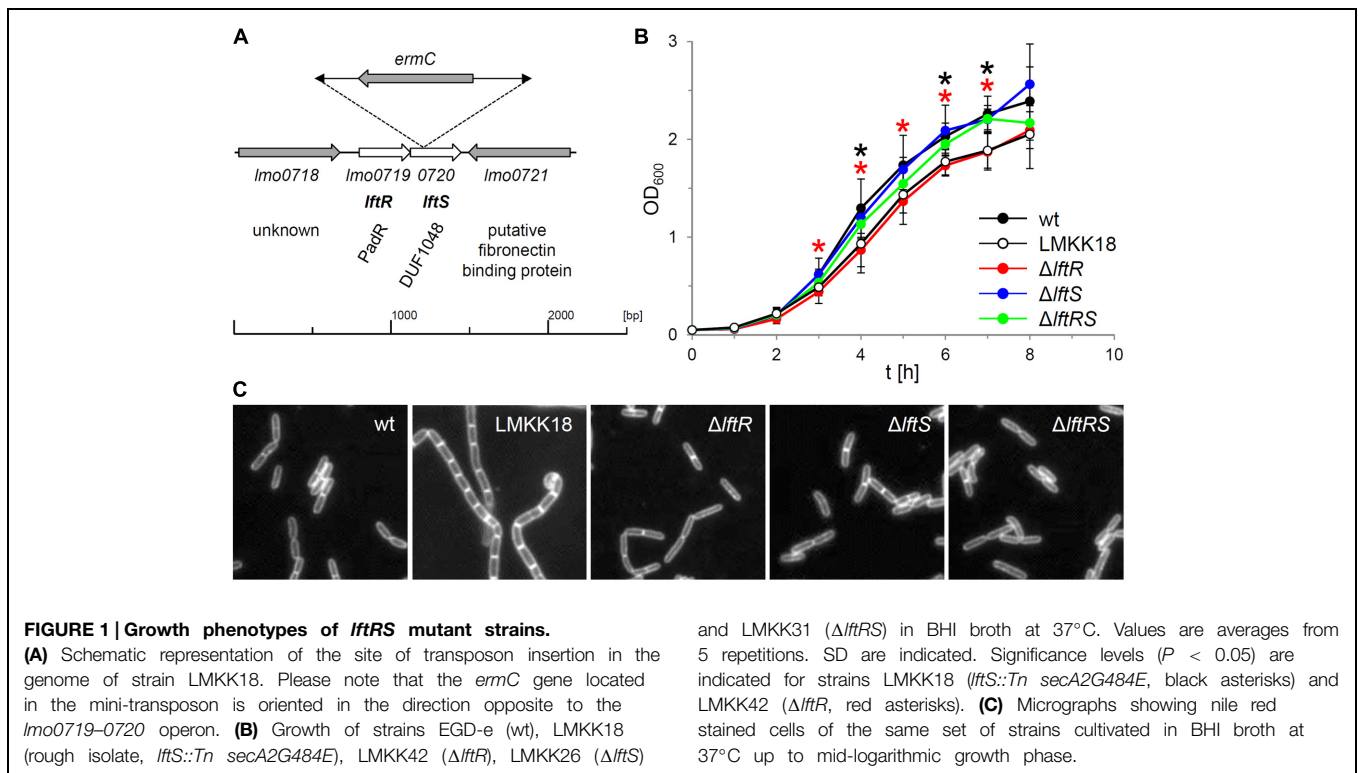 A
ermC
lmo0718 lmo0719 0720 lmo0721
lftR lftS
unknown PadR DUF1048 putative
fibronectin
binding protein
1000 2000 [bp]
B
3
2
1
0
OD600
* *
* * * * * *
0 2 4 6 8 10
t [h]
wt
LMKK18
ΔlftR
ΔlftS
ΔlftRS
C
wt LMKK18 ΔlftR ΔlftS ΔlftRS
FIGURE 1 | Growth phenotypes of lftRS mutant strains.
(A) Schematic representation of the site of transposon insertion in the
genome of strain LMKK18. Please note that the ermC gene located
in the mini-transposon is oriented in the direction opposite to the
lmo0719–0720 operon. (B) Growth of strains EGD-e (wt), LMKK18
(rough isolate, lftS::Tn secA2G484E), LMKK42 (ΔlftR), LMKK26 (ΔlftS)
and LMKK31 (ΔlftRS) in BHI broth at 37°C. Values are averages from
5 repetitions. SD are indicated. Significance levels (P < 0.05) are
indicated for strains LMKK18 (lftS::Tn secA2G484E, black asterisks) and
LMKK42 (ΔlftR, red asterisks). (C) Micrographs showing nile red
stained cells of the same set of strains cultivated in BHI broth at
37°C up to mid-logarithmic growth phase.